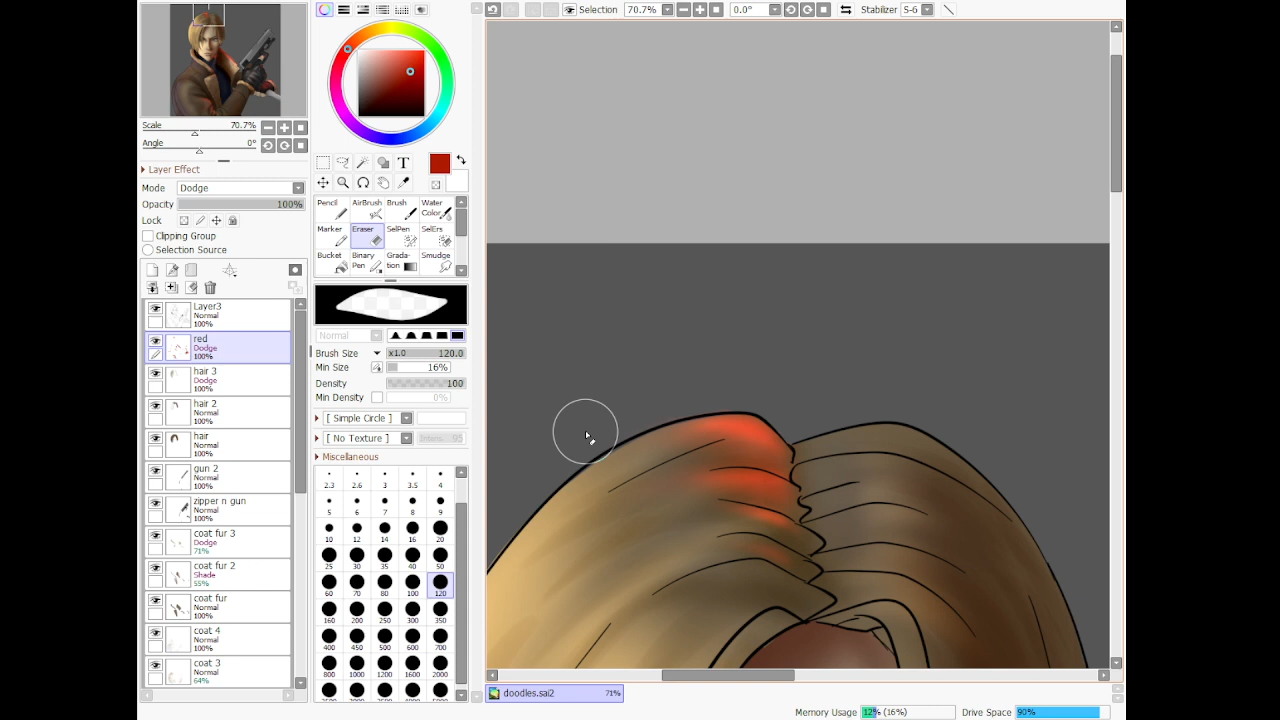 Selection 70.7% 0.0° Stabilizer S-6
Scale 70.7%
Angle 0°
Layer Effect
Mode Dodge
Opacity 100%
Lock
Clipping Group
Selection Source
Layer3
Normal
100%
red
Dodge
100%
hair 3
Dodge
100%
hair 2
Normal
100%
hair
Normal
100%
gun 2
Normal
100%
zipper n gun
Normal
100%
coat fur 3
Dodge
71%
coat fur 2
Shade
55%
coat fur
Normal
100%
coat 4
Normal
100%
coat 3
Normal
64%
T
Pencil AirBrush Brush Water Color
Marker Eraser SelPen SelErs
Bucket Binary Pen Grada-tion Smudge
Normal
Brush Size x1.0 120.0
Min Size 16%
Density 100
Min Density 0%
[ Simple Circle ]
[ No Texture ] Intens. 95
Miscellaneous
2.3 2.6 3 3.5 4
5 6 7 8 9
10 12 14 16 20
25 30 35 40 50
60 70 80 100 120
160 200 250 300 350
400 450 500 600 700
800 1000 1200 1600 2000
doodles.sai2 71%
Memory Usage 12% (16%) Drive Space 90%